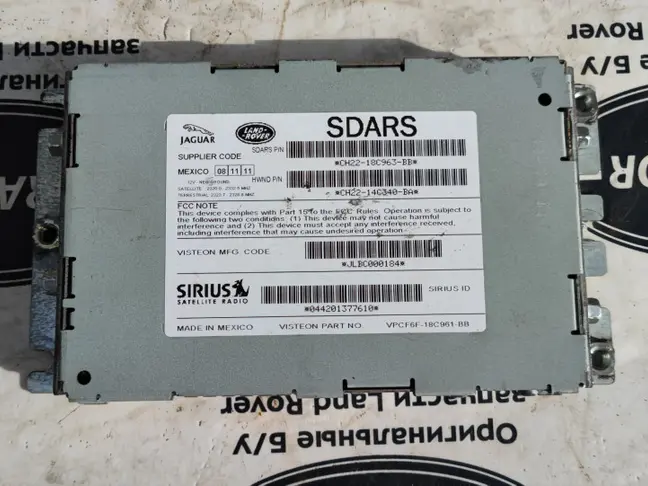 запчасти Land Rover
Оригинальные Б/У
JAGUAR
LAND-
ROVER
SDARS
SUPPLIER CODE
SDARS P/N
*CH22-18C963-BB*
MEXICO 08 11 11
HWND P/N
*CH22-14C340-BA*
FCC NOTE
This device complies with Part 15 to the FCC Rules. Operation is subject to
the following two conditions, (1) This device may not cause harmful
interference and (2) This device must accept any interference received,
including interference that may cause undesired operation.
VISTEON MFG. CODE
*JLBC000184*
SIRIUS
SATELLITE RADIO
SIRIUS ID
*044201377610*
MADE IN MEXICO VISTEON PART NO. VPCF6F-18C961-BB
запчасти Land Rover
Оригинальные Б/У